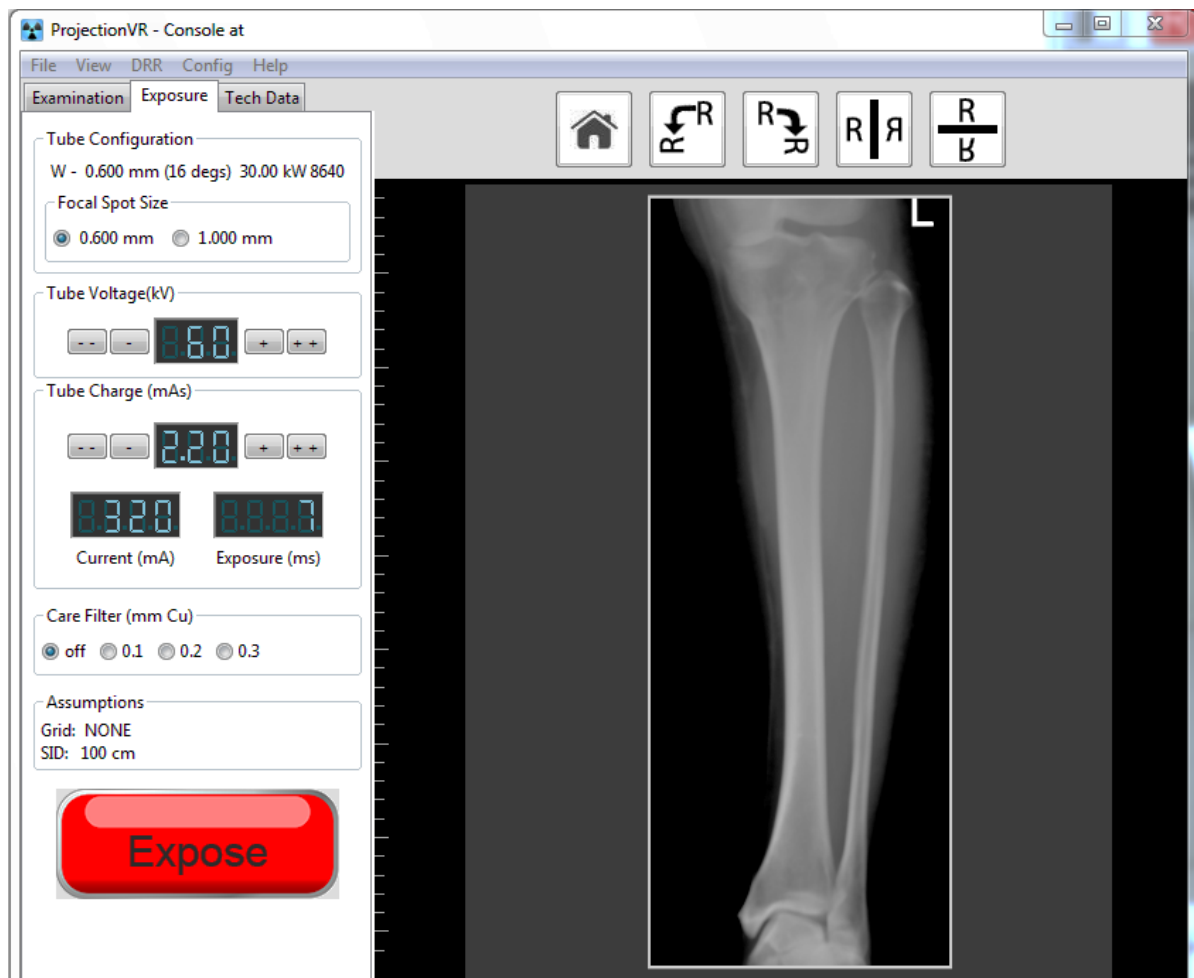 ProjectionVR - Console at
File View DRR Config Help
Examination Exposure Tech Data
R R
R R
R R
R
R
Tube Configuration
W - 0.600 mm (16 degs) 30.00 kW 8640
Focal Spot Size
0.600 mm 1.000 mm
L
Tube Voltage(kV)
-- - 60 + ++
Tube Charge (mAs)
-- - 2.20 + ++
320 7
Current (mA) Exposure (ms)
Care Filter (mm Cu)
off 0.1 0.2 0.3
Assumptions
Grid: NONE
SID: 100 cm
Expose